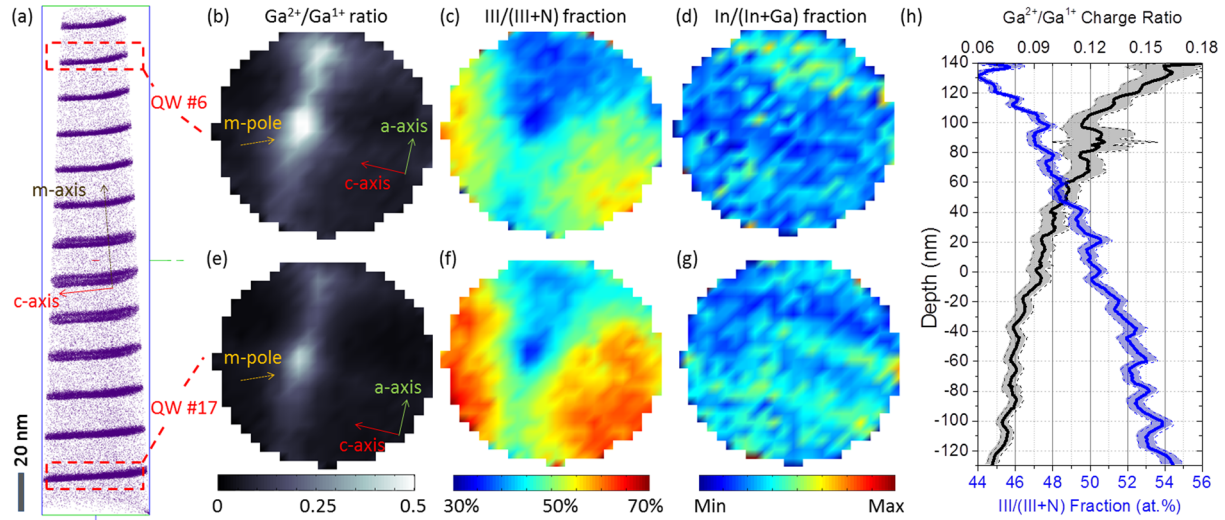 (a)
(b) Ga²⁺/Ga¹⁺ ratio
(c) III/(III+N) fraction
(d) In/(In+Ga) fraction
(h) Ga²⁺/Ga¹⁺ Charge Ratio
0.06 0.09 0.12 0.15 0.18
QW #6
m-pole
a-axis
c-axis
m-axis
c-axis
20 nm
QW #17
(e)
(f)
(g)
m-pole
a-axis
c-axis
0 0.25 0.5
30% 50% 70%
Min Max
Depth (nm)
140
120
100
80
60
40
20
0
-20
-40
-60
-80
-100
-120
44 46 48 50 52 54 56
III/(III+N) Fraction (at.%)